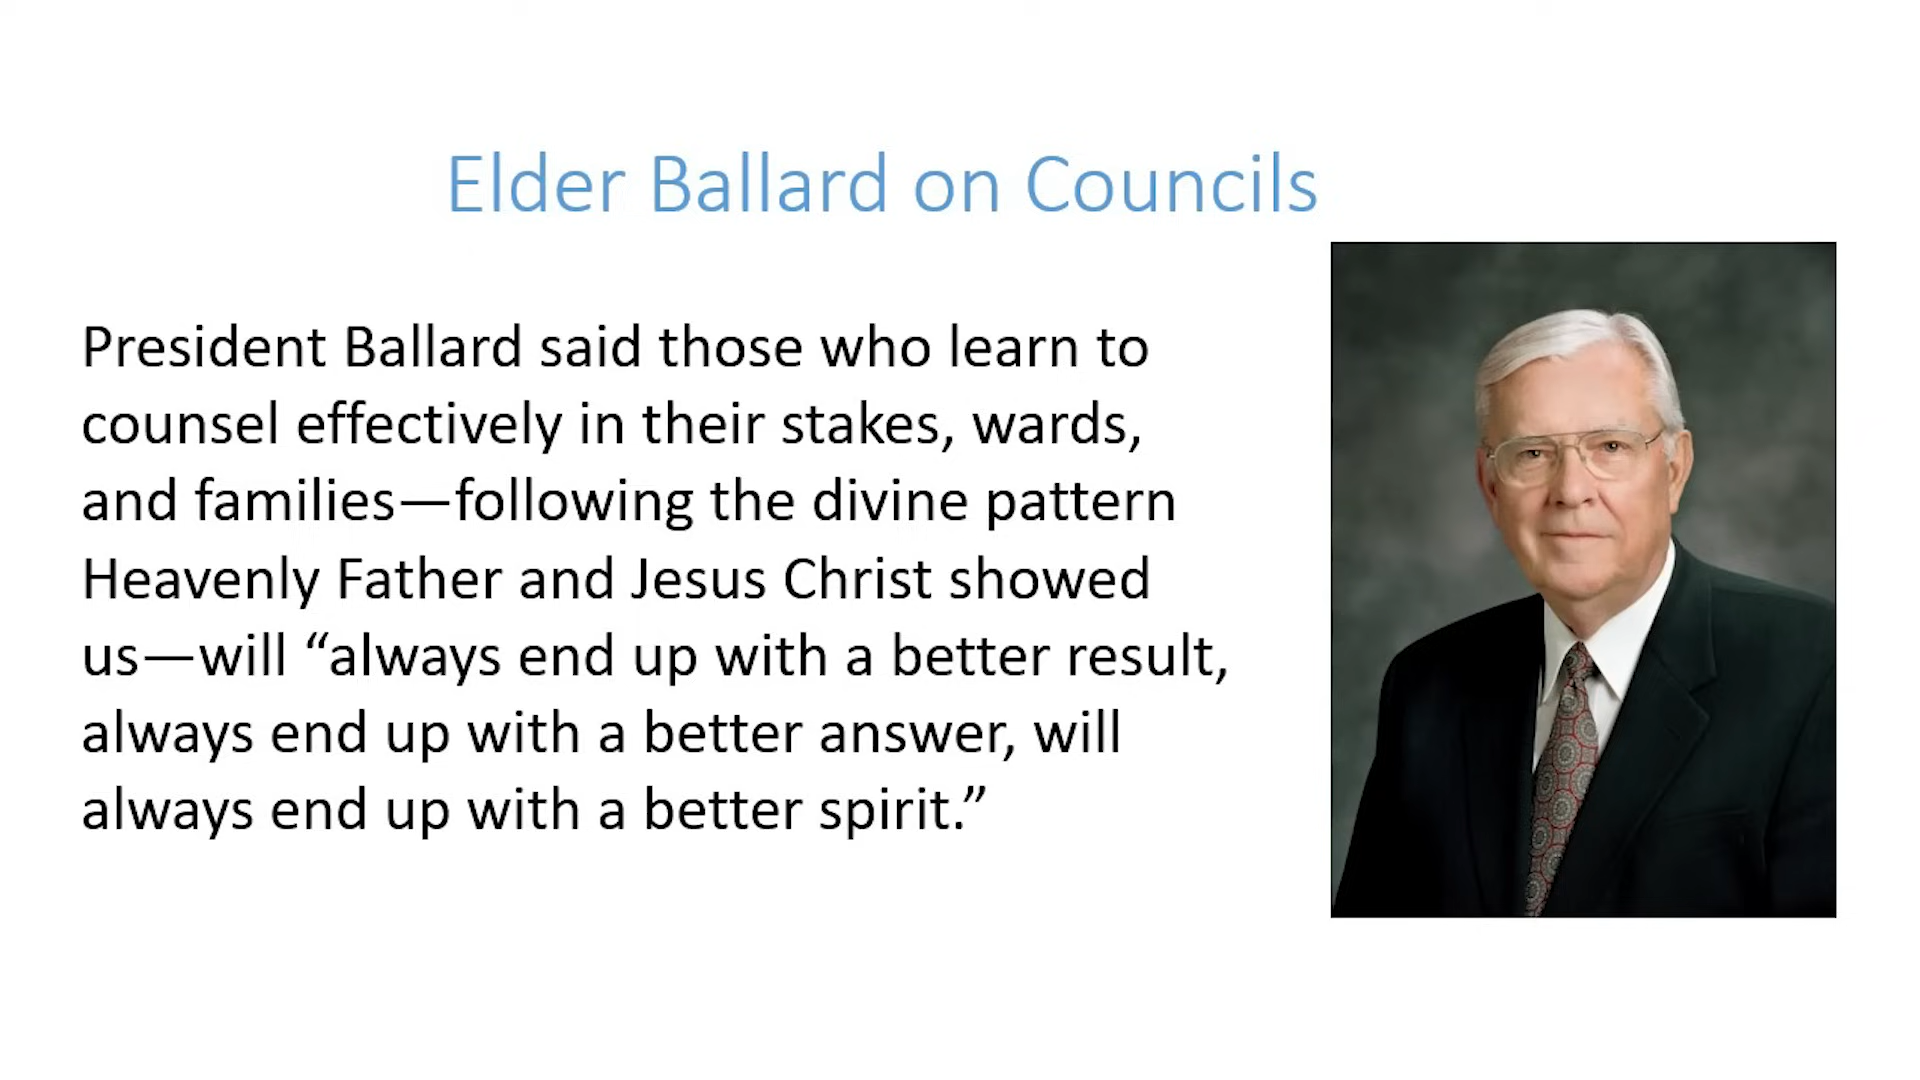 Elder Ballard on Councils
President Ballard said those who learn to
counsel effectively in their stakes, wards,
and families—following the divine pattern
Heavenly Father and Jesus Christ showed
us—will “always end up with a better result,
always end up with a better answer, will
always end up with a better spirit.”